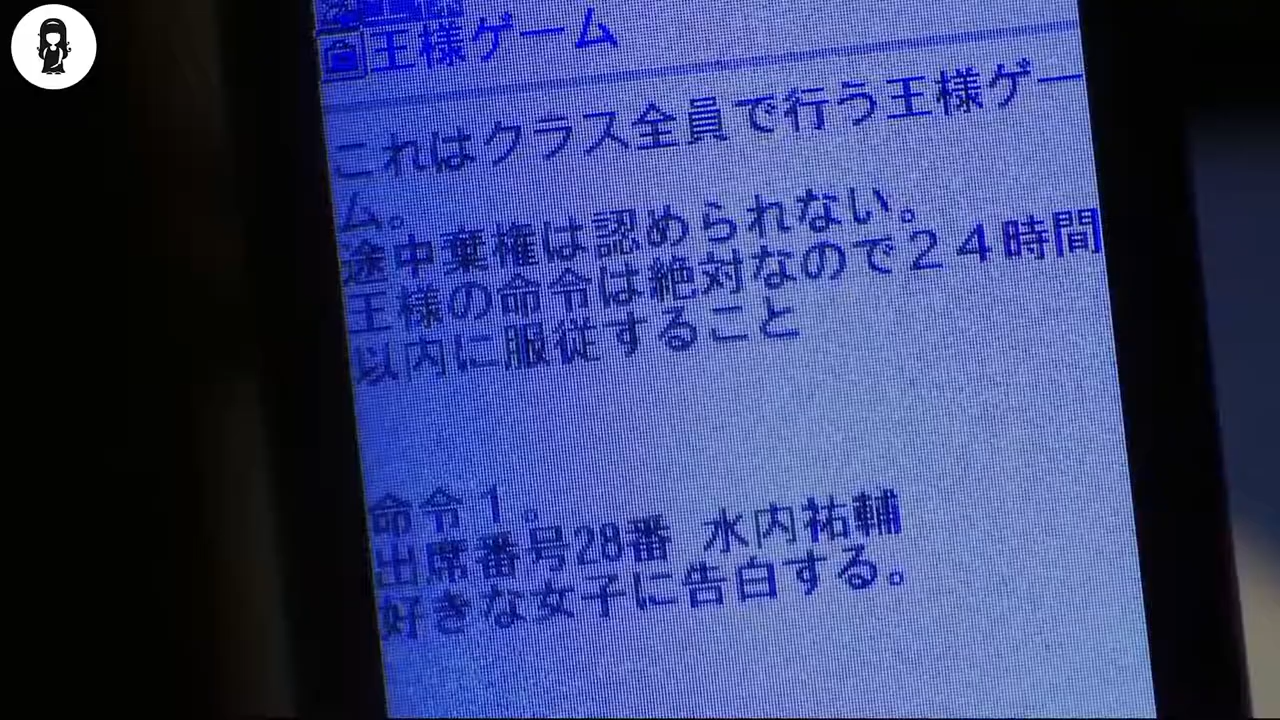 王様ゲーム
これはクラス全員で行う王様ゲー
ム。
途中棄権は認められない。
王様の命令は絶対なので２４時間
以内に服従すること
命令１。
出席番号28番 水内祐輔
好きな女子に告白する。